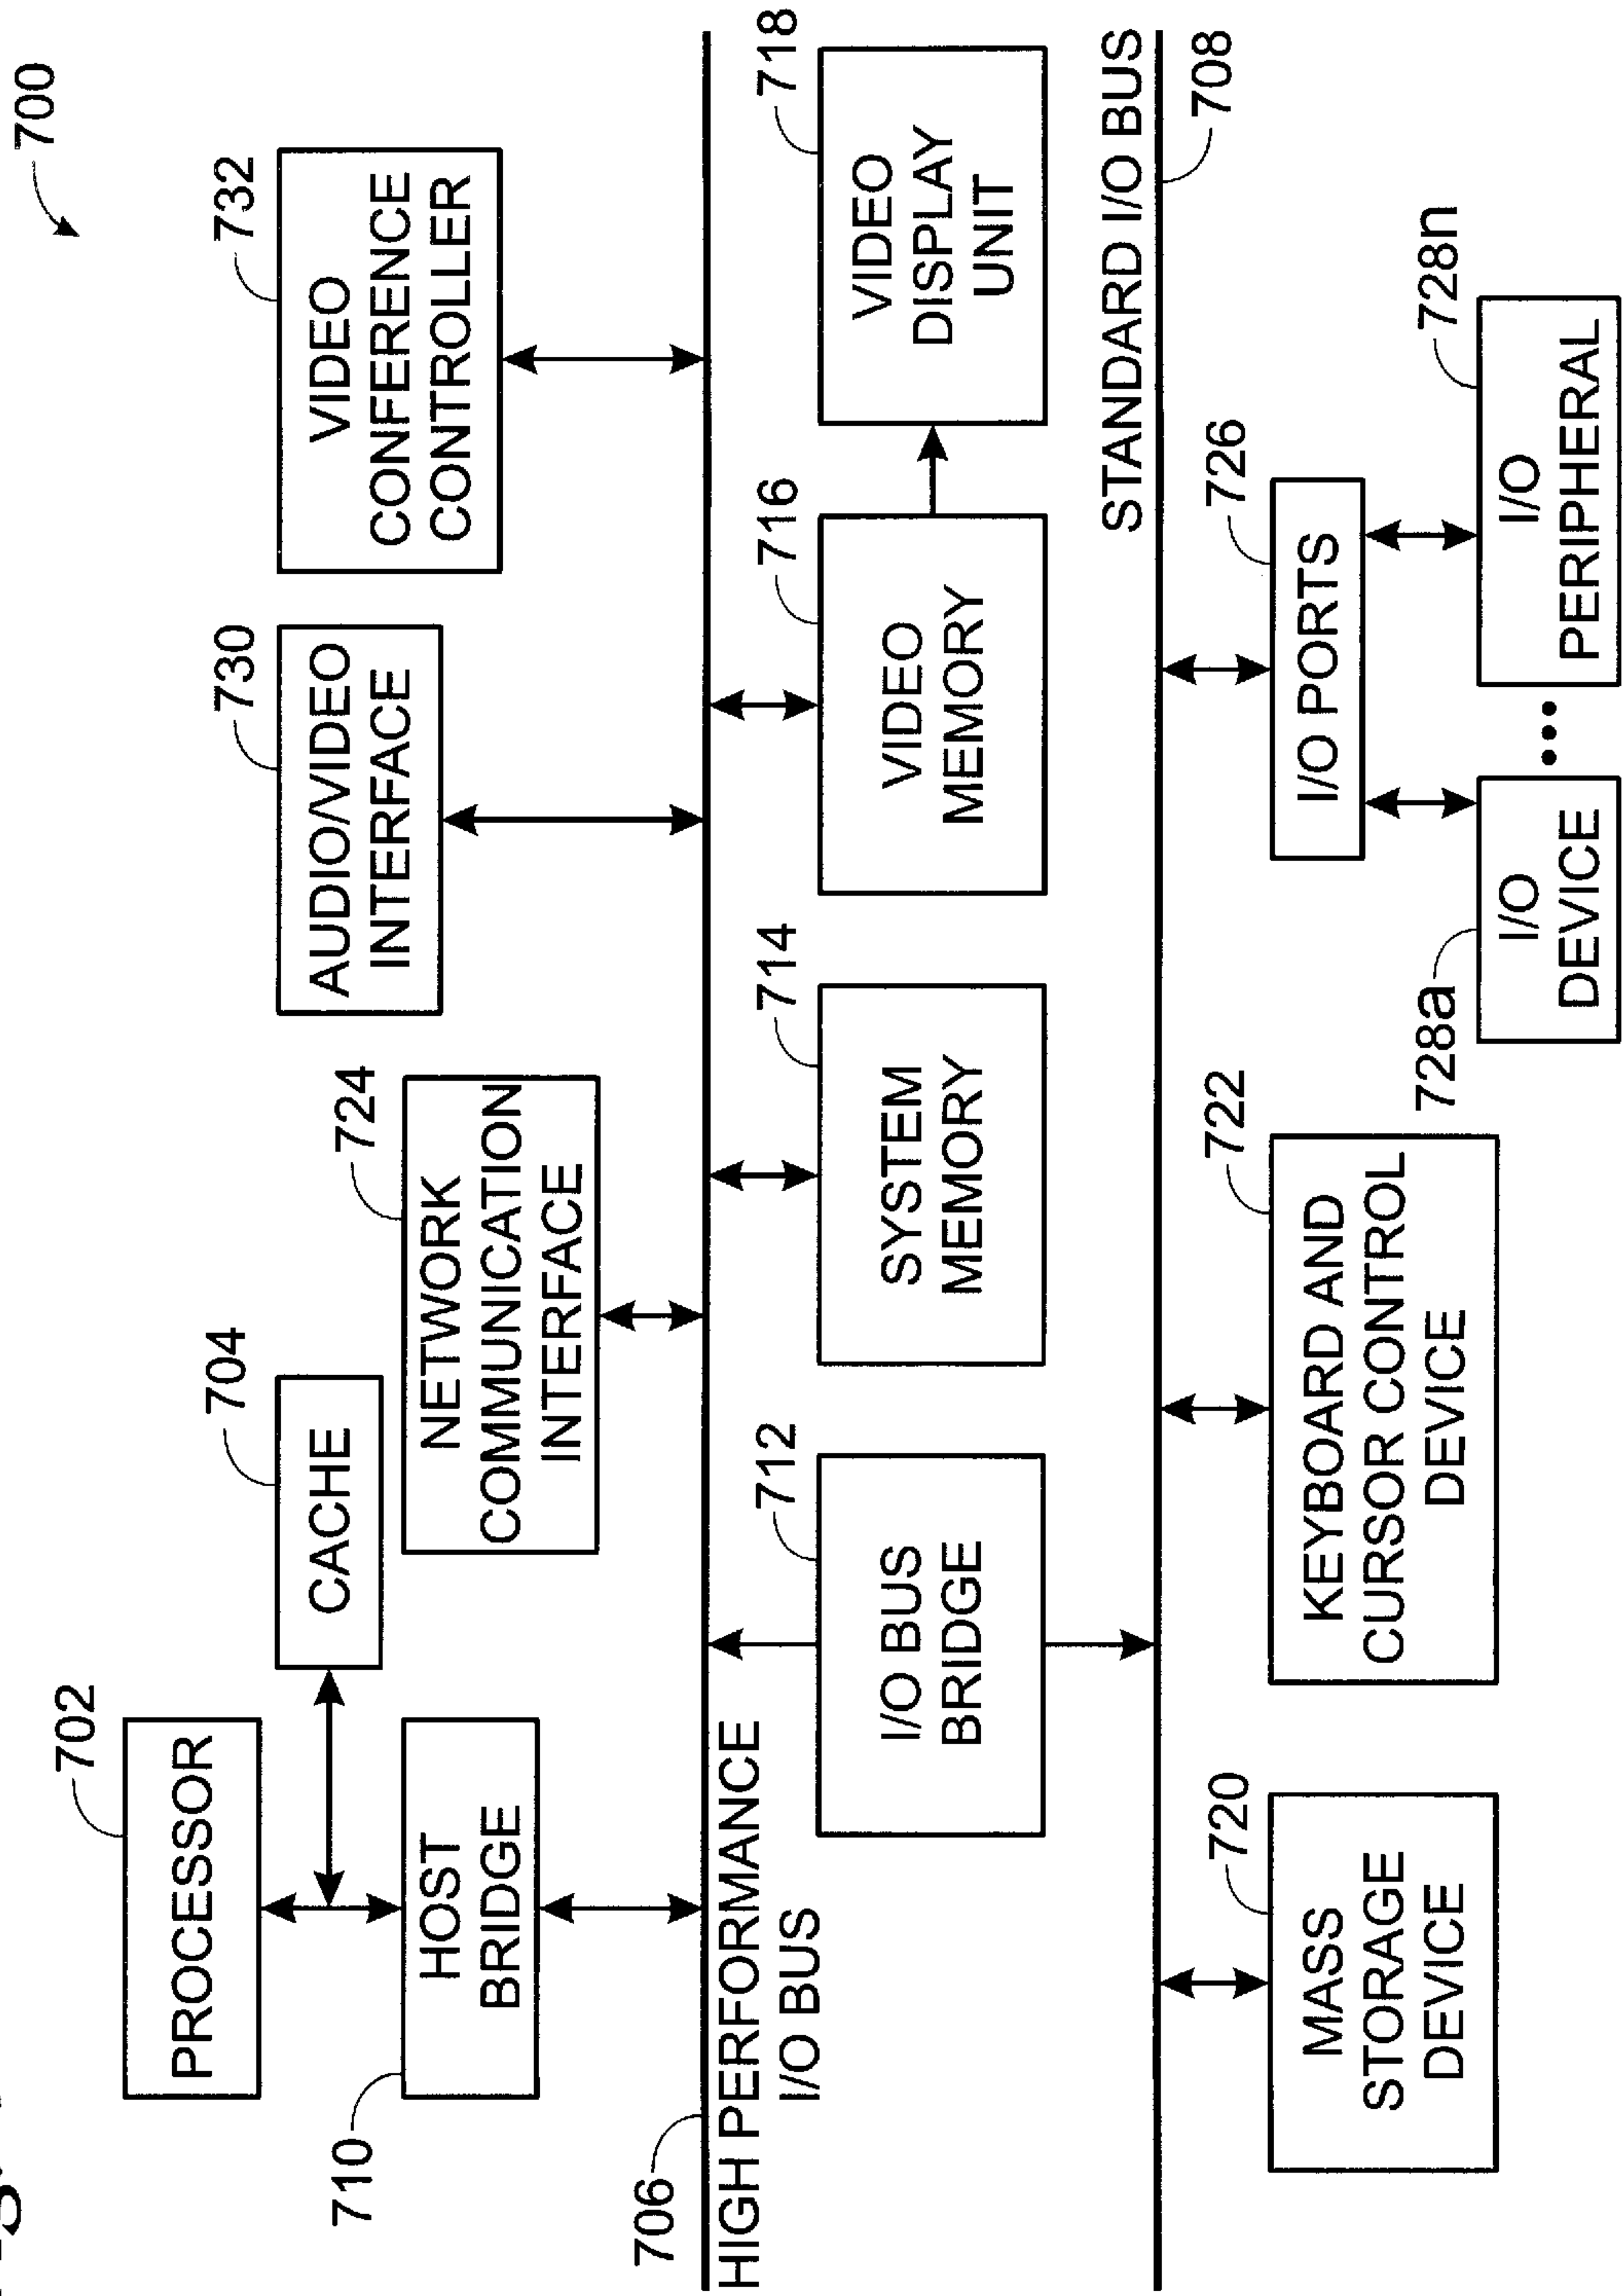 700
702
PROCESSOR
704
CACHE
710
HOST
BRIDGE
724
NETWORK
COMMUNICATION
INTERFACE
730
AUDIO/VIDEO
INTERFACE
732
VIDEO
CONFERENCE
CONTROLLER
706
HIGH PERFORMANCE
I/O BUS
712
I/O BUS
BRIDGE
714
SYSTEM
MEMORY
716
VIDEO
MEMORY
718
VIDEO
DISPLAY
UNIT
STANDARD I/O BUS
708
720
MASS
STORAGE
DEVICE
722
KEYBOARD AND
CURSOR CONTROL
DEVICE
726
I/O PORTS
728a
I/O
DEVICE
•••
728n
I/O
PERIPHERAL